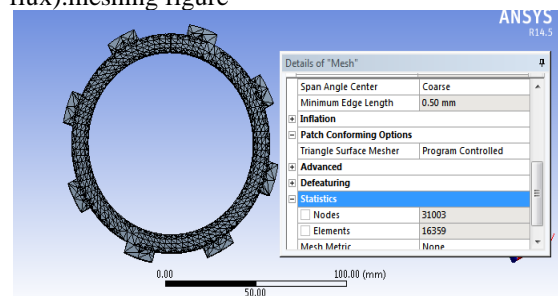 flux).meshing figure
ANSYS
R14.5
Details of "Mesh"
Span Angle Center Coarse
Minimum Edge Length 0.50 mm
Inflation
Patch Conforming Options
Triangle Surface Mesher Program Controlled
Advanced
Defeaturing
Statistics
Nodes 31003
Elements 16359
Mesh Metric None
0.00 100.00 (mm)
50.00